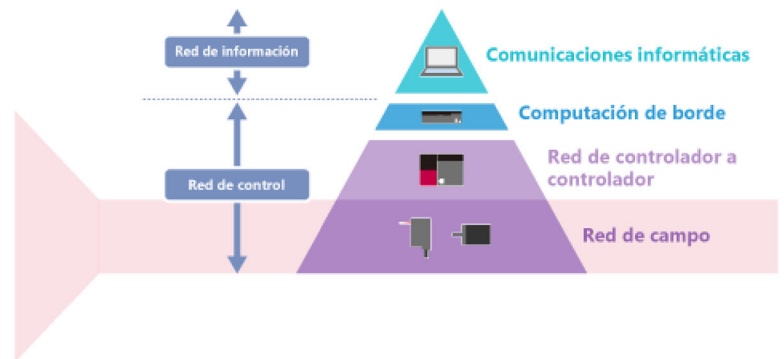 Red de información
Comunicaciones informáticas
Computación de borde
Red de controlador a
controlador
Red de control
Red de campo